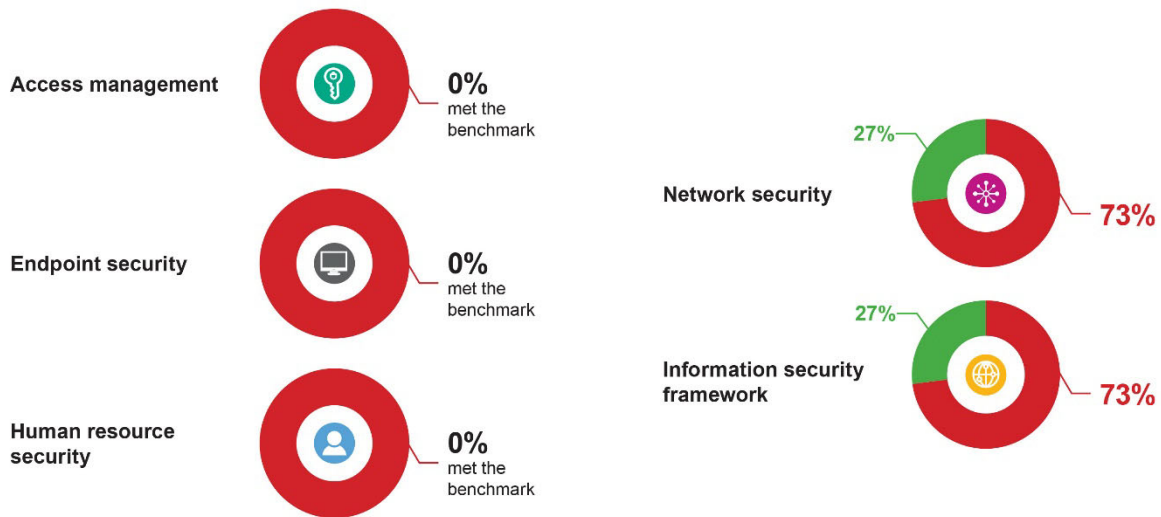 Access management
0%
met the
benchmark
Endpoint security
0%
met the
benchmark
Human resource
security
0%
met the
benchmark
27%
Network security
73%
27%
Information security
framework
73%